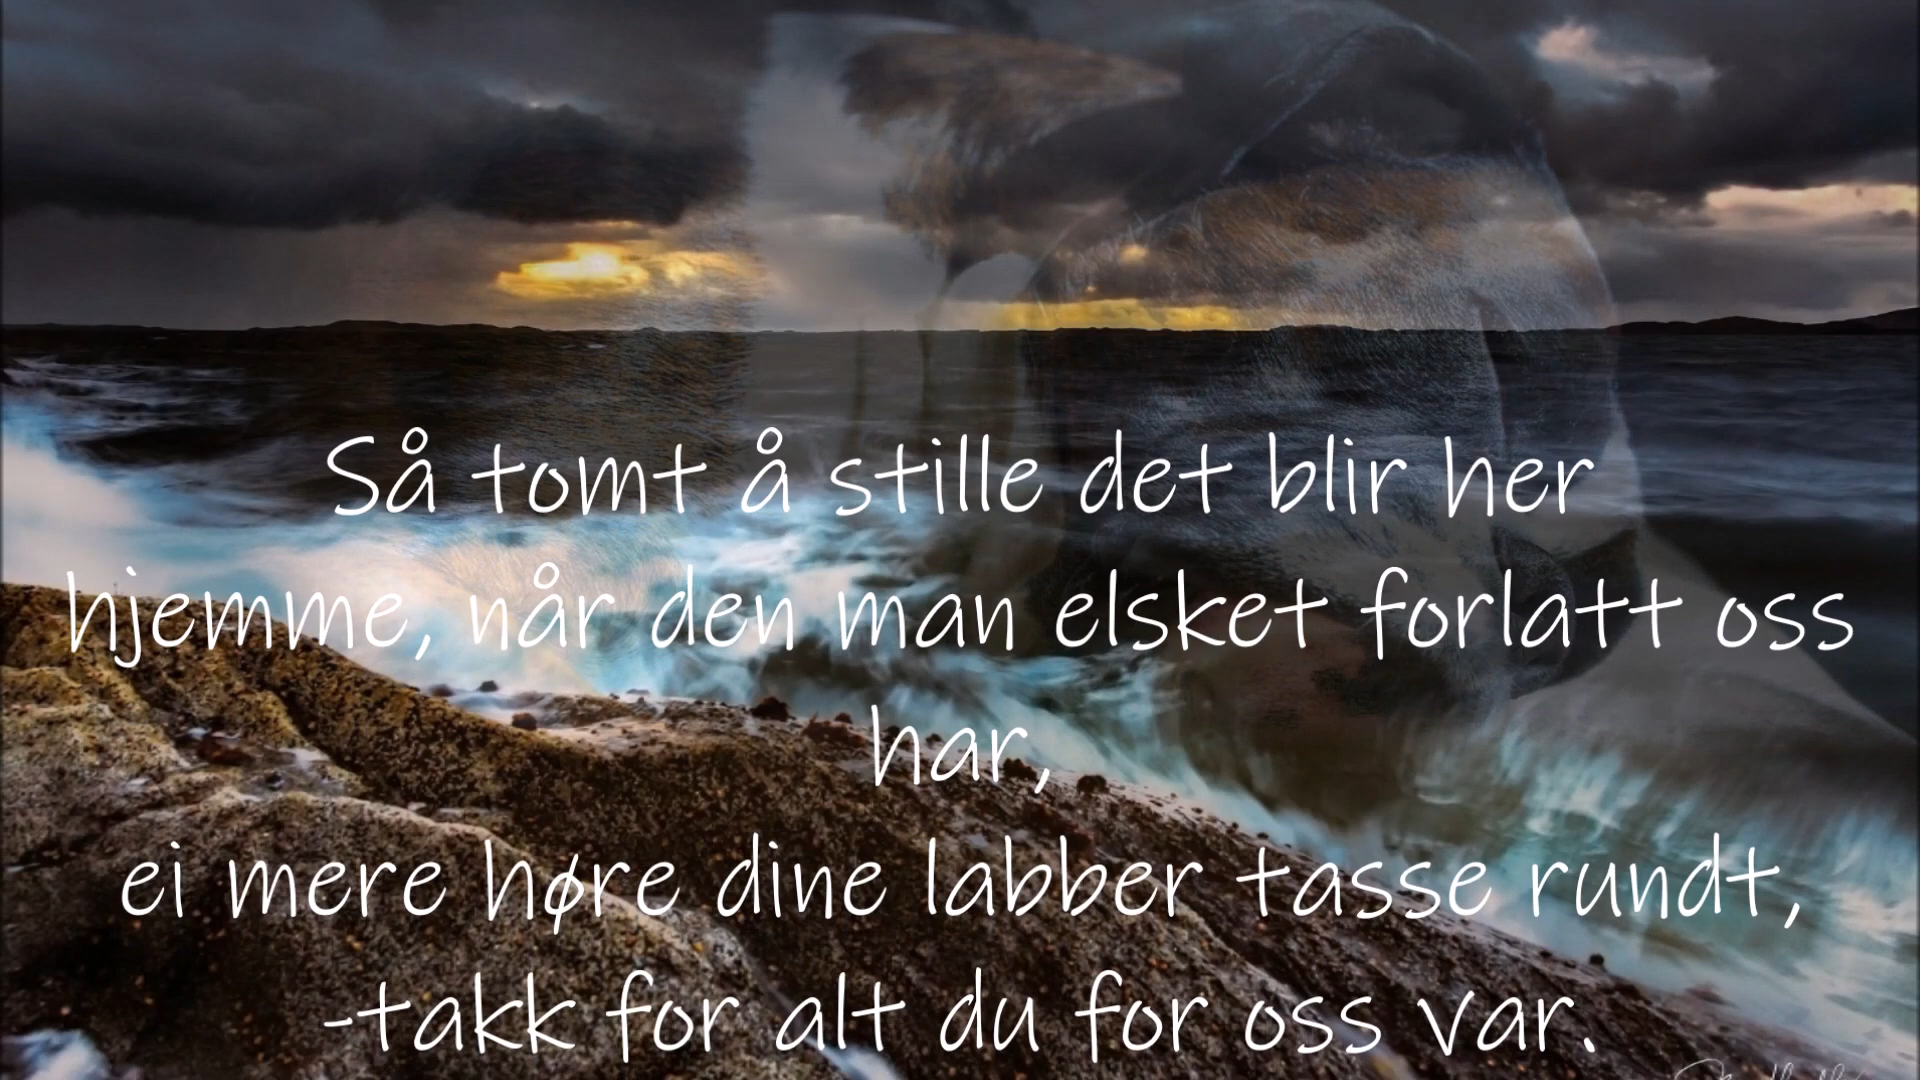 Så tomt å stille det blir her
hjemme, når den man elsket forlatt oss
har,
ei mere høre dine labber tasse rundt,
-takk for alt du for oss var.